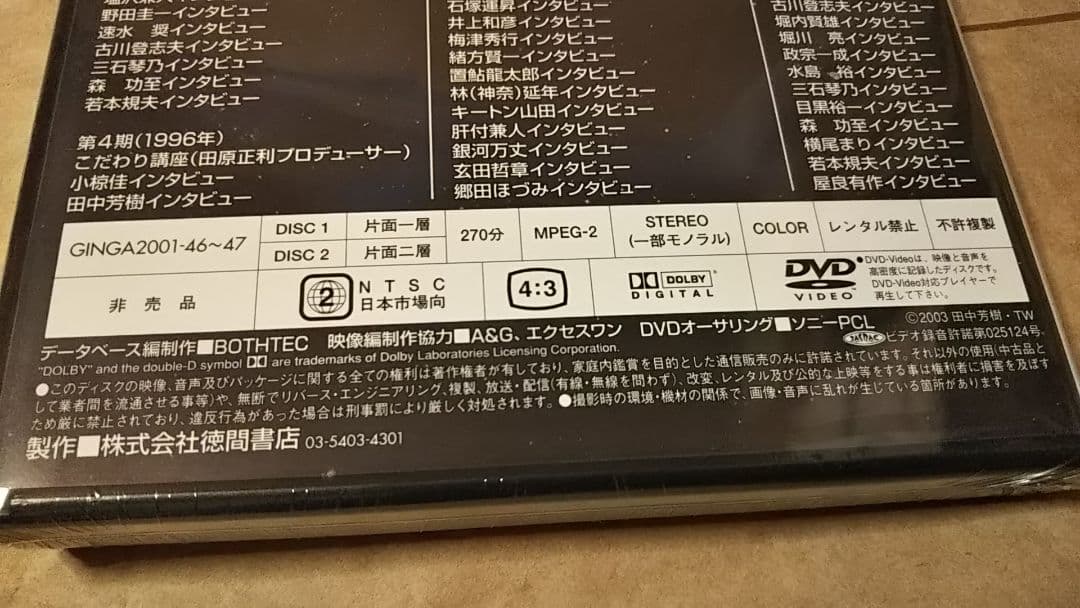 野田圭一インタビュー
速水 奨インタビュー
古川登志夫インタビュー
三石琴乃インタビュー
森 功至インタビュー
若本規夫インタビュー
第4期(1996年)
こだわり講座(田原正利プロデューサー)
小椋佳インタビュー
田中芳樹インタビュー
石塚運昇インタビュー
井上和彦インタビュー
梅津秀行インタビュー
緒方賢一インタビュー
置鮎龍太郎インタビュー
林(神奈)延年インタビュー
キートン山田インタビュー
肝付兼人インタビュー
銀河万丈インタビュー
玄田哲章インタビュー
郷田ほづみインタビュー
古川登志夫インタビュー
堀内賢雄インタビュー
堀川 亮インタビュー
政宗一成インタビュー
水島 裕インタビュー
三石琴乃インタビュー
目黒裕一インタビュー
森 功至インタビュー
横尾まりインタビュー
若本規夫インタビュー
屋良有作インタビュー
GINGA2001-46~47
DISC 1 片面一層
DISC 2 片面二層
270分
MPEG-2
STEREO
(一部モノラル)
COLOR
レンタル禁止
不許複製
非売品
2
NTSC
日本市場向
4:3
DOLBY
DIGITAL
DVD
VIDEO
●DVD-Videoは、映像と音声を
高密度に記録したディスクです。
DVD-Video対応プレイヤーで
再生して下さい。
©2003 田中芳樹・TW
データベース編制作■BOTHTEC 映像編制作協力■A&G、エクセスワン DVDオーサリング■ソニーPCL
ビデオ録音許諾第025124号
"DOLBY" and the double-D symbol are trademarks of Dolby Laboratories Licensing Corporation.
●このディスクの映像、音声及びパッケージに関する全ての権利は著作権者が有しており、家庭内鑑賞を目的とした通信販売のみに許諾されています。それ以外の使用(中古品と
して業者間を流通させる事等)や、無断でリバース・エンジニアリング、複製、放送・配信(有線・無線を問わず)、改変、レンタル及び公的な上映等をする事は権利者に損害を及ぼす
ため厳に禁止されており、違反行為があった場合は刑事罰により厳しく対処されます。●撮影時の環境・機材の関係で、画像・音声に乱れが生じている箇所があります。
製作■株式会社徳間書店 03-5403-4301